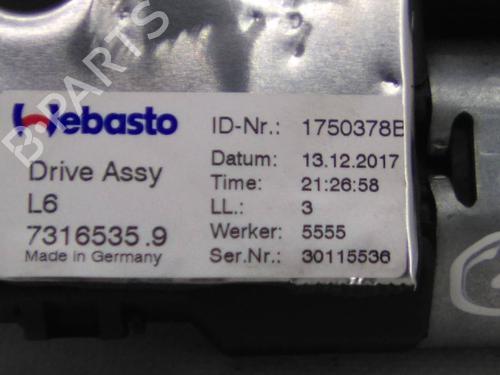 Webasto
Drive Assy
L6
7316535.9
Made in Germany
ID-Nr.: 1750378B
Datum: 13.12.2017
Time: 21:26:58
LL.: 3
Werker: 5555
Ser.Nr.: 30115536
B-PARTS